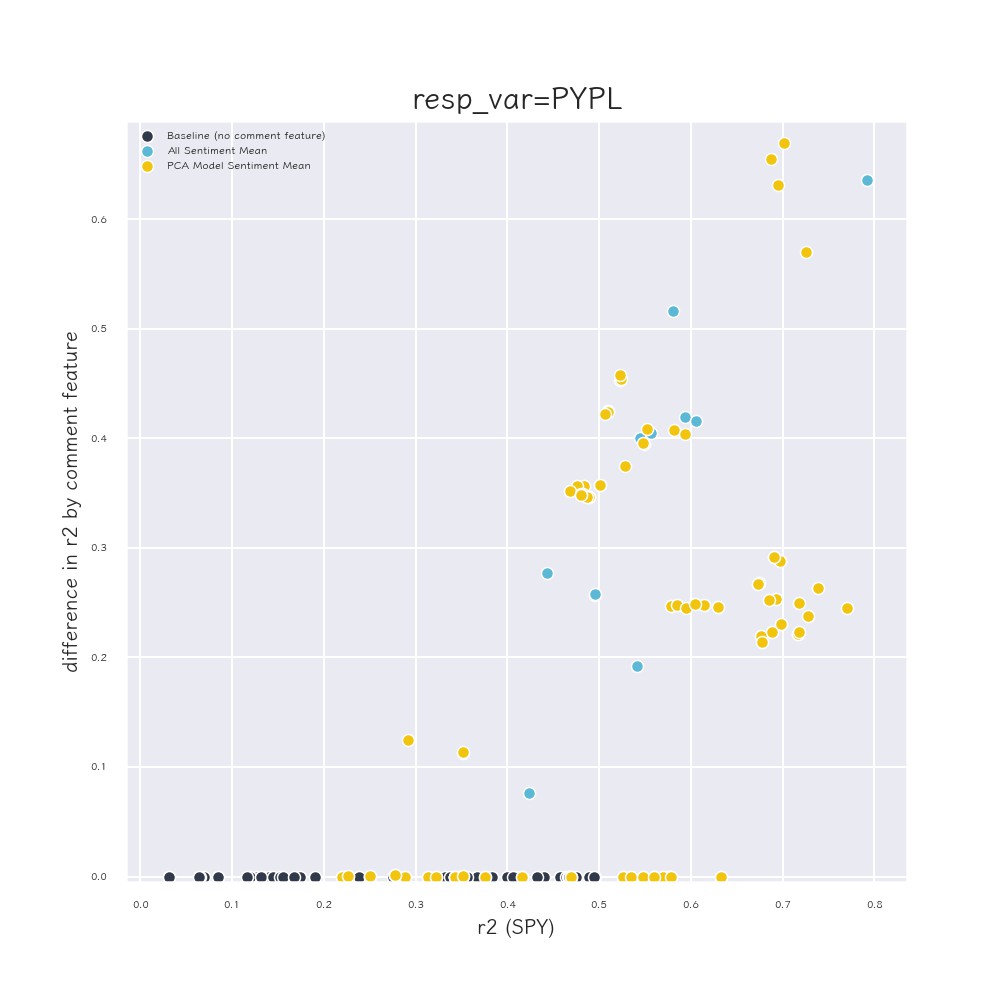 resp_var=PYPL
Baseline (no comment feature)
All Sentiment Mean
PCA Model Sentiment Mean
difference in r2 by comment feature
0.6
0.5
0.4
0.3
0.2
0.1
0.0
0.0 0.1 0.2 0.3 0.4 0.5 0.6 0.7 0.8
r2 (SPY)